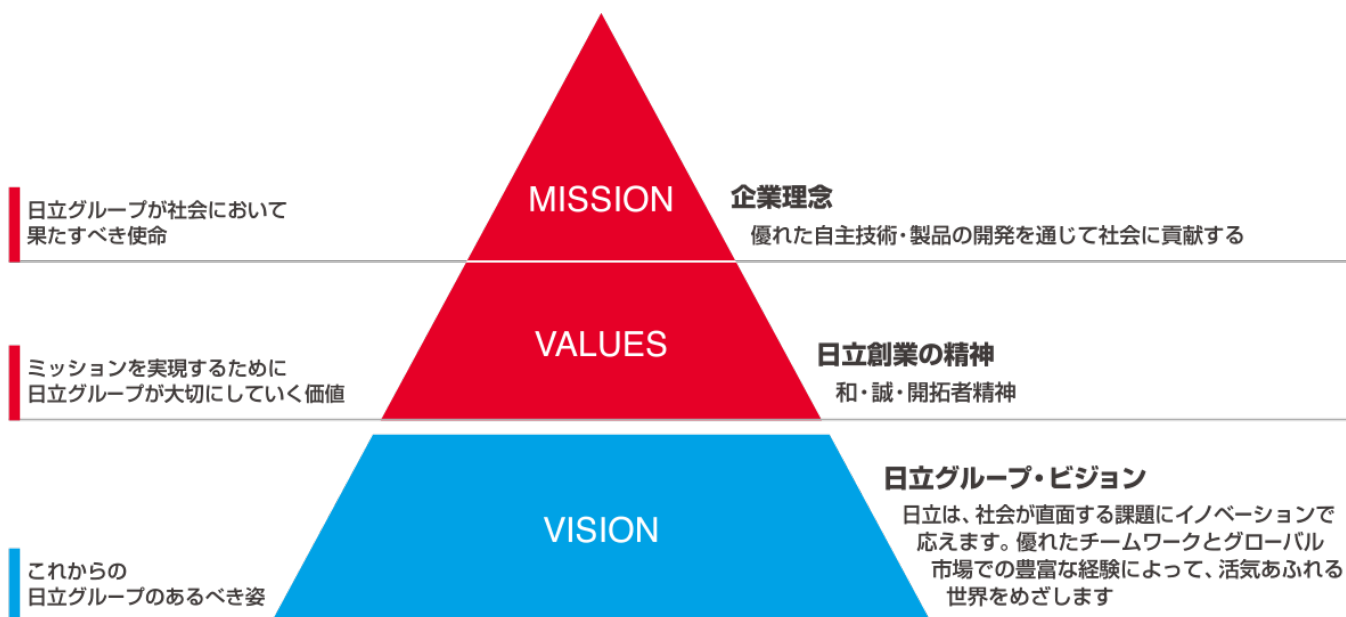 日立グループが社会において
果たすべき使命
MISSION
企業理念
優れた自主技術・製品の開発を通じて社会に貢献する
ミッションを実現するために
日立グループが大切にしていく価値
VALUES
日立創業の精神
和・誠・開拓者精神
これからの
日立グループのあるべき姿
VISION
日立グループ・ビジョン
日立は、社会が直面する課題にイノベーションで
応えます。優れたチームワークとグローバル
市場での豊富な経験によって、活気あふれる
世界をめざします